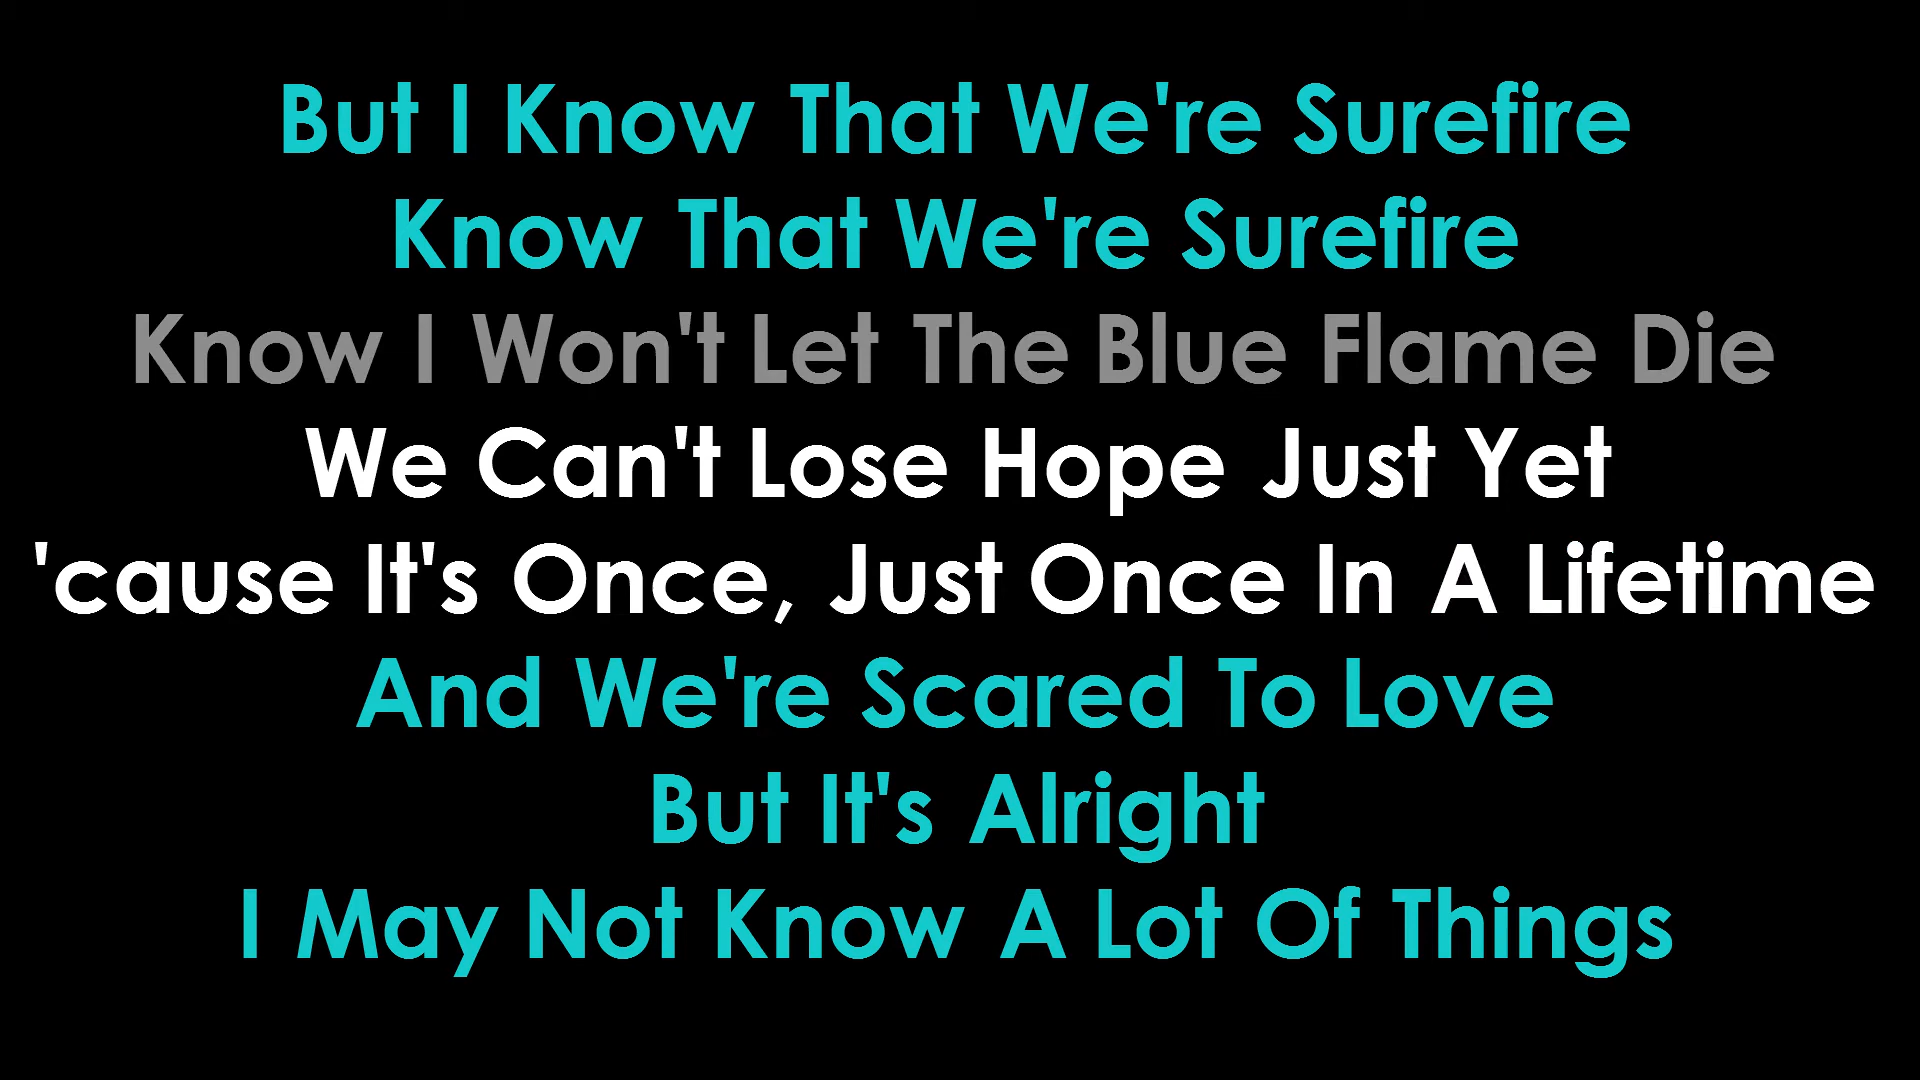 But I Know That We're Surefire
Know That We're Surefire
Know I Won't Let The Blue Flame Die
We Can't Lose Hope Just Yet
'cause It's Once, Just Once In A Lifetime
And We're Scared To Love
But It's Alright
I May Not Know A Lot Of Things